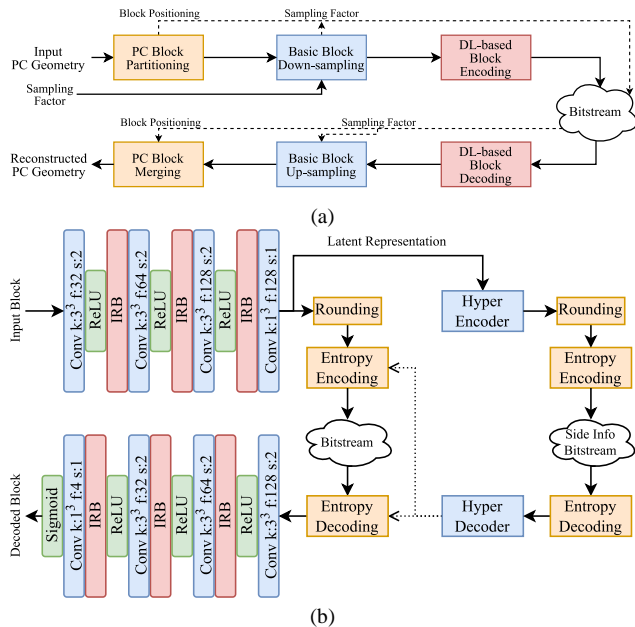 Block Positioning
Sampling Factor
Input
PC Geometry
PC Block
Partitioning
Basic Block
Down-sampling
DL-based
Block
Encoding
Sampling
Factor
Bitstream
Block Positioning
Sampling Factor
Reconstructed
PC Geometry
PC Block
Merging
Basic Block
Up-sampling
DL-based
Block
Decoding
(a)
Input Block
Conv k:3³ f:32 s:2
ReLU
IRB
Conv k:3³ f:64 s:2
ReLU
IRB
Conv k:3³ f:128 s:2
ReLU
IRB
Conv k:1³ f:128 s:1
Latent Representation
Rounding
Hyper
Encoder
Rounding
Entropy
Encoding
Entropy
Encoding
Bitstream
Side Info
Bitstream
Decoded Block
Sigmoid
Conv k:1³ f:4 s:1
IRB
ReLU
Conv k:3³ f:32 s:2
IRB
ReLU
Conv k:3³ f:64 s:2
IRB
ReLU
Conv k:3³ f:128 s:2
Entropy
Decoding
Hyper
Decoder
Entropy
Decoding
(b)